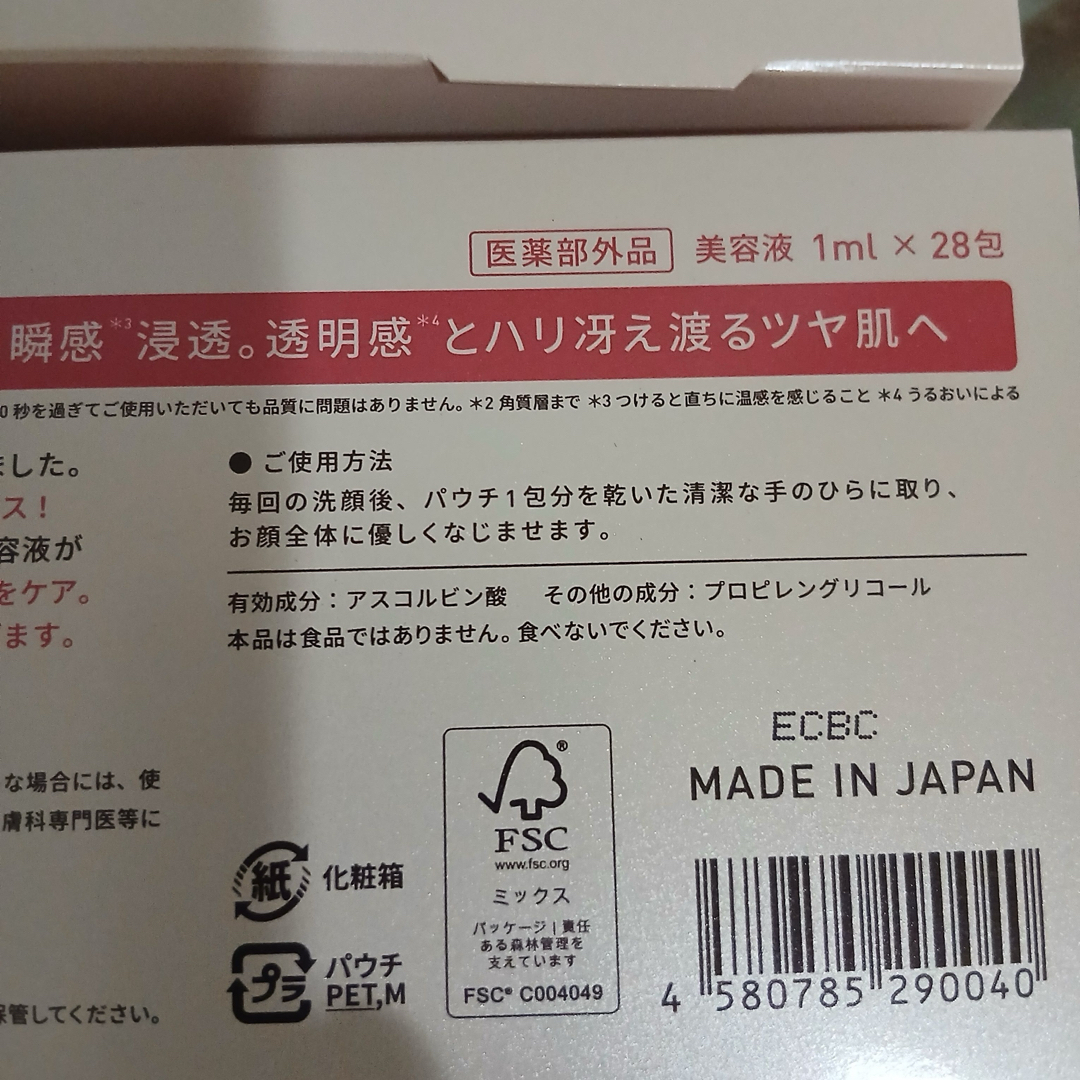 医薬部外品 美容液 1ml × 28包
瞬感*3浸透。透明感*4とハリ冴え渡るツヤ肌へ
0秒を過ぎてご使用いただいても品質に問題はありません。*2 角質層まで *3 つけると直ちに温感を感じること *4 うるおいによる
ました。
ス！
容液が
をケア。
ます。
● ご使用方法
毎回の洗顔後、パウチ1包分を乾いた清潔な手のひらに取り、
お顔全体に優しくなじませます。
有効成分：アスコルビン酸 その他の成分：プロピレングリコール
本品は食品ではありません。食べないでください。
な場合には、使
膚科専門医等に
保管してください。
紙 化粧箱
プラ パウチ
PET,M
®
FSC
www.fsc.org
ミックス
パッケージ | 責任
ある森林管理を
支えています
FSC® C004049
ECBC
MADE IN JAPAN
4 580785 290040